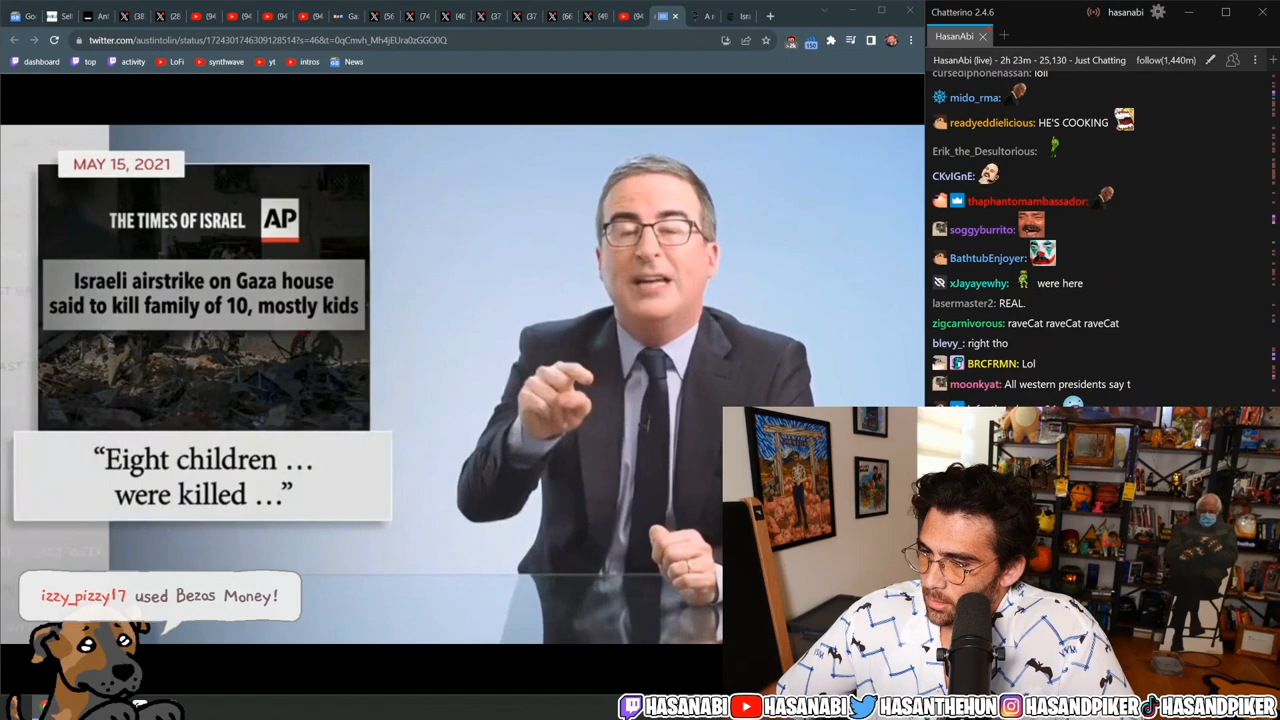 Chatterino 2.4.6
hasanabi
twitter.com/austintolin/status/1724301746309128514?s=46&t=0qCmvh_Mh4jEUra0zGGO0Q
HasanAbi
dashboard
top
activity
LoFi
synthwave
yt
intros
News
HasanAbi (live) - 2h 23m - 25,130 - Just Chatting
follow(1,440m)
cursediphonehassan: lolI
mido_rma:
readyeddielicious: HE'S COOKING
Erik_the_Desultorious:
CKvIGnE:
thaphantomambassador:
soggyburrito:
BathtubEnjoyer:
xJayayewhy: were here
lasermaster2: REAL.
zigcarnivorous: raveCat raveCat raveCat
blevy_: right tho
BRCFRMN: Lol
moonkyat: All western presidents say t
MAY 15, 2021
THE TIMES OF ISRAEL AP
Israeli airstrike on Gaza house
said to kill family of 10, mostly kids
“Eight children …
were killed …”
izzy_pizzy17 used Bezos Money!
HASANABI HASANABI HASANTHEHUN HASANDPIKER HASANDPIKER